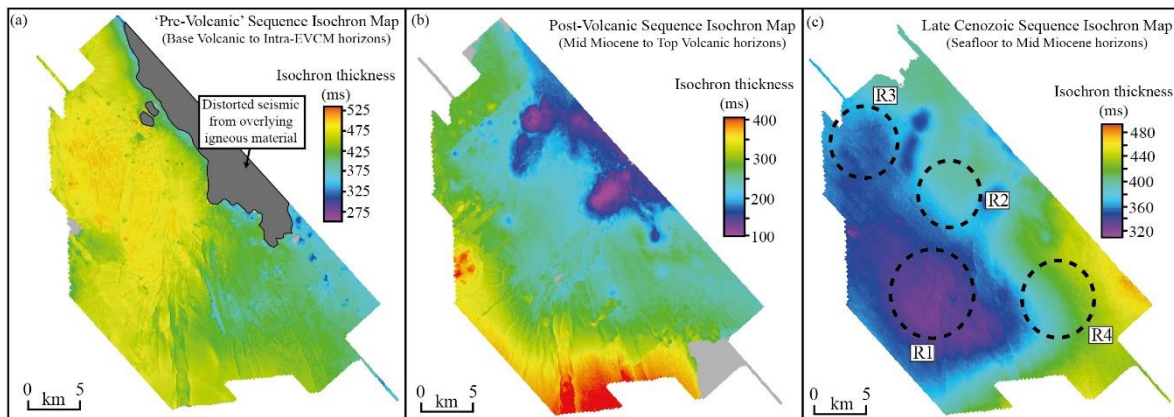 (a)
'Pre-Volcanic' Sequence Isochron Map
(Base Volcanic to Intra-EVCM horizons)
Isochron thickness
(ms)
525
475
425
375
325
275
Distorted seismic
from overlying
igneous material
0 5
km
(b)
Post-Volcanic Sequence Isochron Map
(Mid Miocene to Top Volcanic horizons)
Isochron thickness
(ms)
400
300
200
100
0 5
km
(c)
Late Cenozoic Sequence Isochron Map
(Seafloor to Mid Miocene horizons)
Isochron thickness
(ms)
480
440
400
360
320
R3
R2
R1
R4
0 5
km